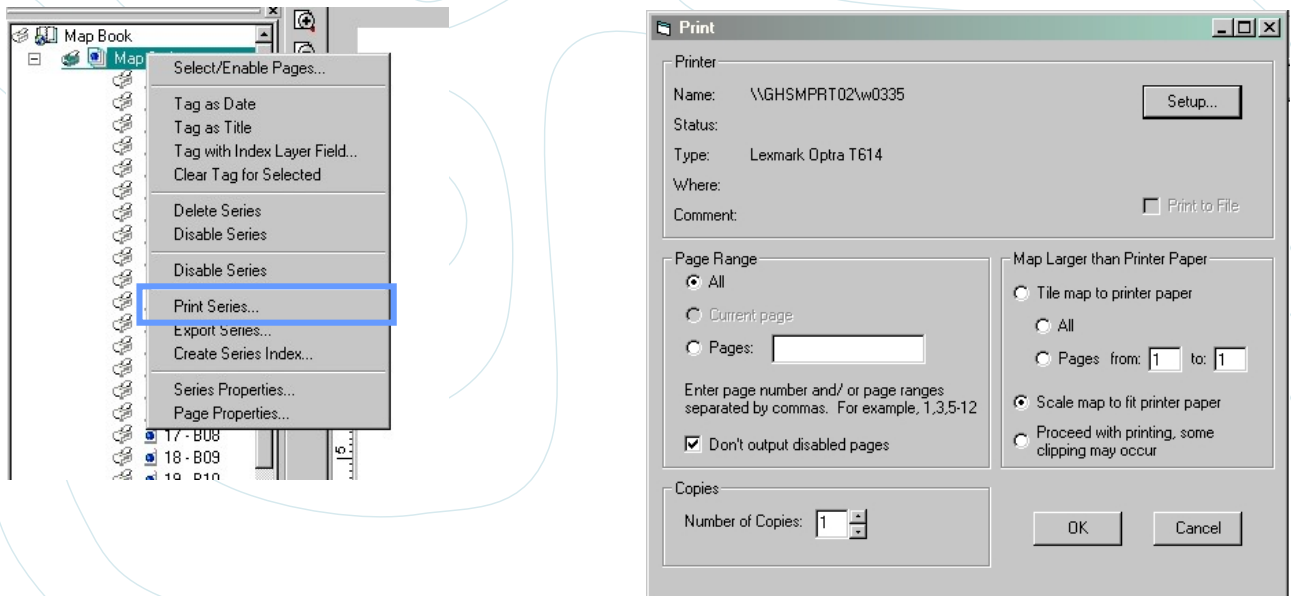 Map Book
Map
Select/Enable Pages...
Tag as Date
Tag as Title
Tag with Index Layer Field...
Clear Tag for Selected
Delete Series
Disable Series
Disable Series
Print Series...
Export Series...
Create Series Index...
Series Properties...
Page Properties...
17 - B08
18 - B09
19 - B10
5
Print
Printer
Name: \\GHSMPRT02\w0335
Setup...
Status:
Type: Lexmark Optra T614
Where:
Comment:
Print to File
Page Range
All
Current page
Pages:
Enter page number and/ or page ranges
separated by commas. For example, 1,3,5-12
Don't output disabled pages
Map Larger than Printer Paper
Tile map to printer paper
All
Pages from: 1 to: 1
Scale map to fit printer paper
Proceed with printing, some
clipping may occur
Copies
Number of Copies: 1
OK
Cancel